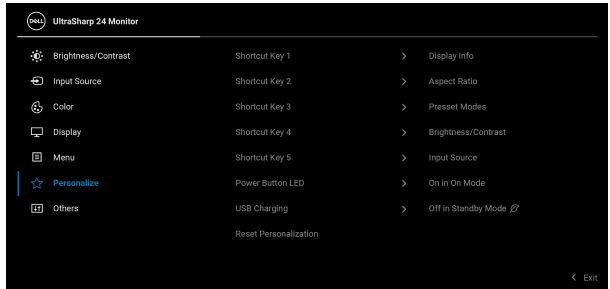 DELL UltraSharp 24 Monitor
Brightness/Contrast Shortcut Key 1 > Display Info
Input Source Shortcut Key 2 > Aspect Ratio
Color Shortcut Key 3 > Presset Modes
Display Shortcut Key 4 > Brightness/Contrast
Menu Shortcut Key 5 > Input Source
Personalize Power Button LED > On in On Mode
Others USB Charging > Off in Standby Mode
Reset Personalization
< Exit